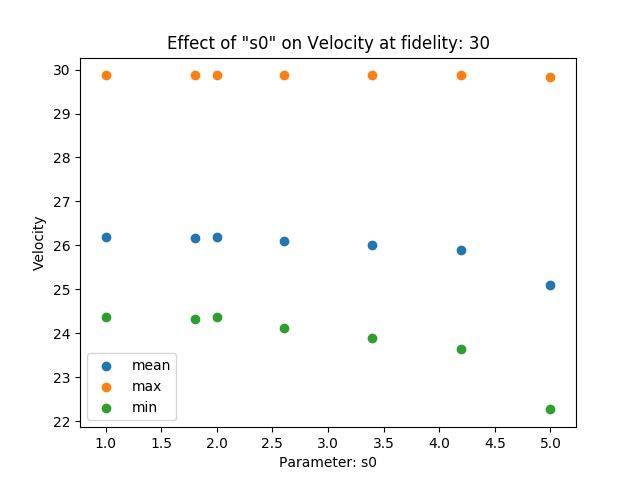 Effect of "s0" on Velocity at fidelity: 30
30
29
28
27
26
25
24
23
22
Velocity
mean
max
min
1.0 1.5 2.0 2.5 3.0 3.5 4.0 4.5 5.0
Parameter: s0